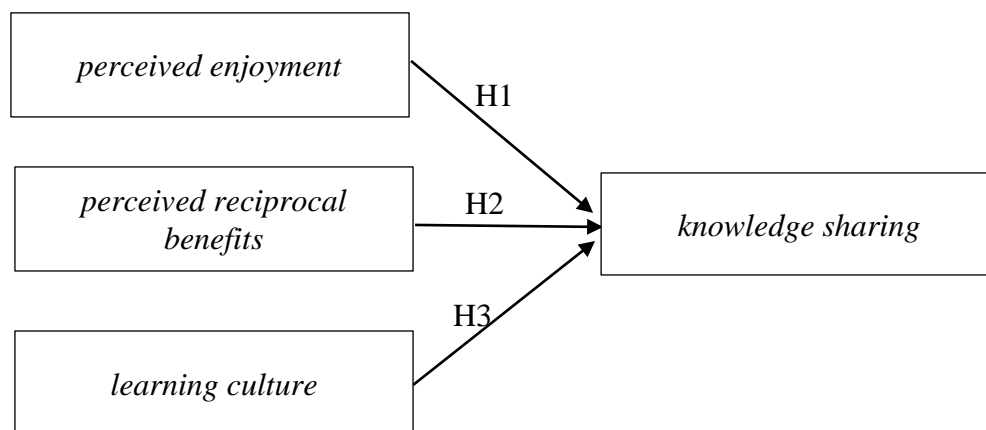 perceived enjoyment
H1
perceived reciprocal
benefits
H2
knowledge sharing
H3
learning culture